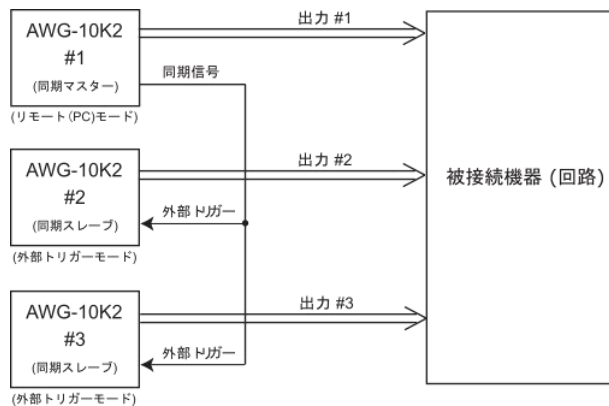 AWG-10K2
#1
(同期マスター)
(リモート(PC)モード)
出力 #1
同期信号
AWG-10K2
#2
(同期スレーブ)
(外部トリガーモード)
出力 #2
外部トリガー
被接続機器 (回路)
AWG-10K2
#3
(同期スレーブ)
(外部トリガーモード)
出力 #3
外部トリガー